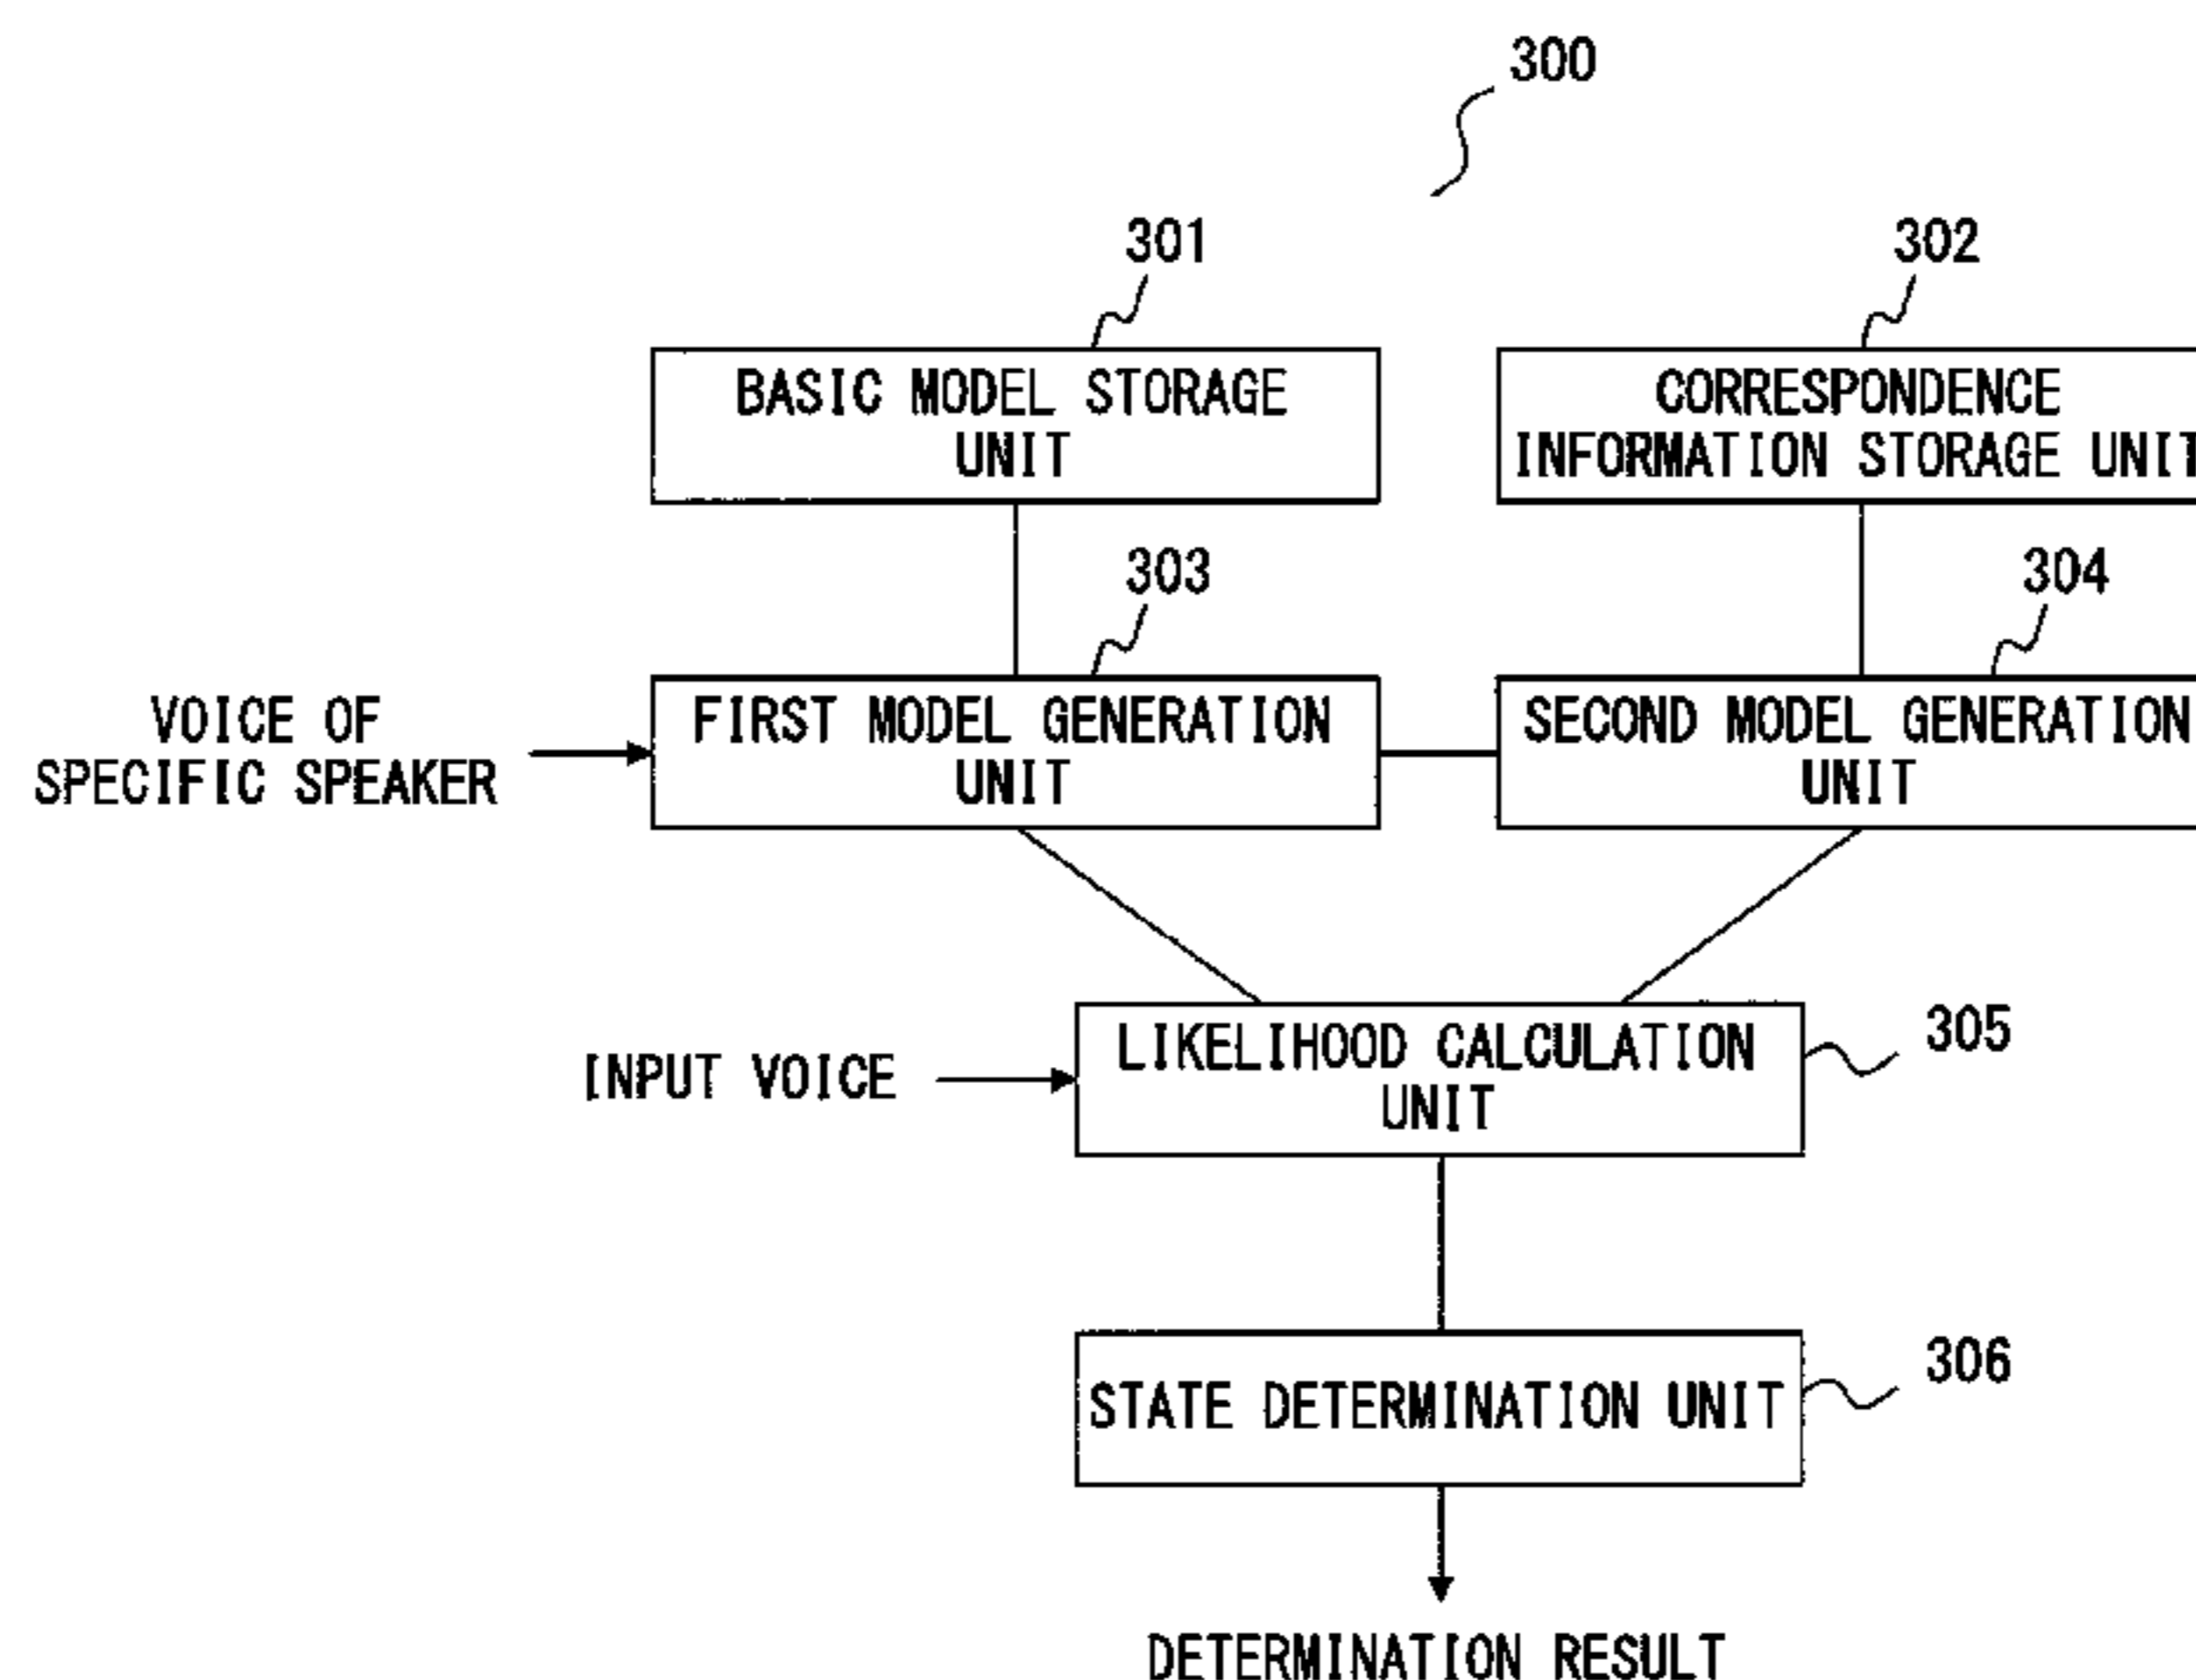 300
301
302
BASIC MODEL STORAGE
UNIT
CORRESPONDENCE
INFORMATION STORAGE UNIT
303
304
VOICE OF
SPECIFIC SPEAKER
FIRST MODEL GENERATION
UNIT
SECOND MODEL GENERATION
UNIT
INPUT VOICE
LIKELIHOOD CALCULATION
UNIT
305
STATE DETERMINATION UNIT
306
DETERMINATION RESULT